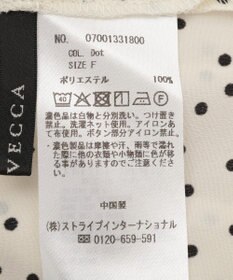 NO. 07001331800
COL. Dot
SIZE F
ポリエステル 100%
40
濃色品は白物と分別洗い。つけ置き
禁止。洗濯ネット使用。アイロンあ
て布使用。ボタン部分アイロン禁止。
濃色製品は摩擦や汗、雨等で濡れ
た際に他の衣類や小物類に色が移
る事が有りますのでご注意くださ
い。
中国製
(株)ストライプインターナショナル
0120-659-591
VECCA